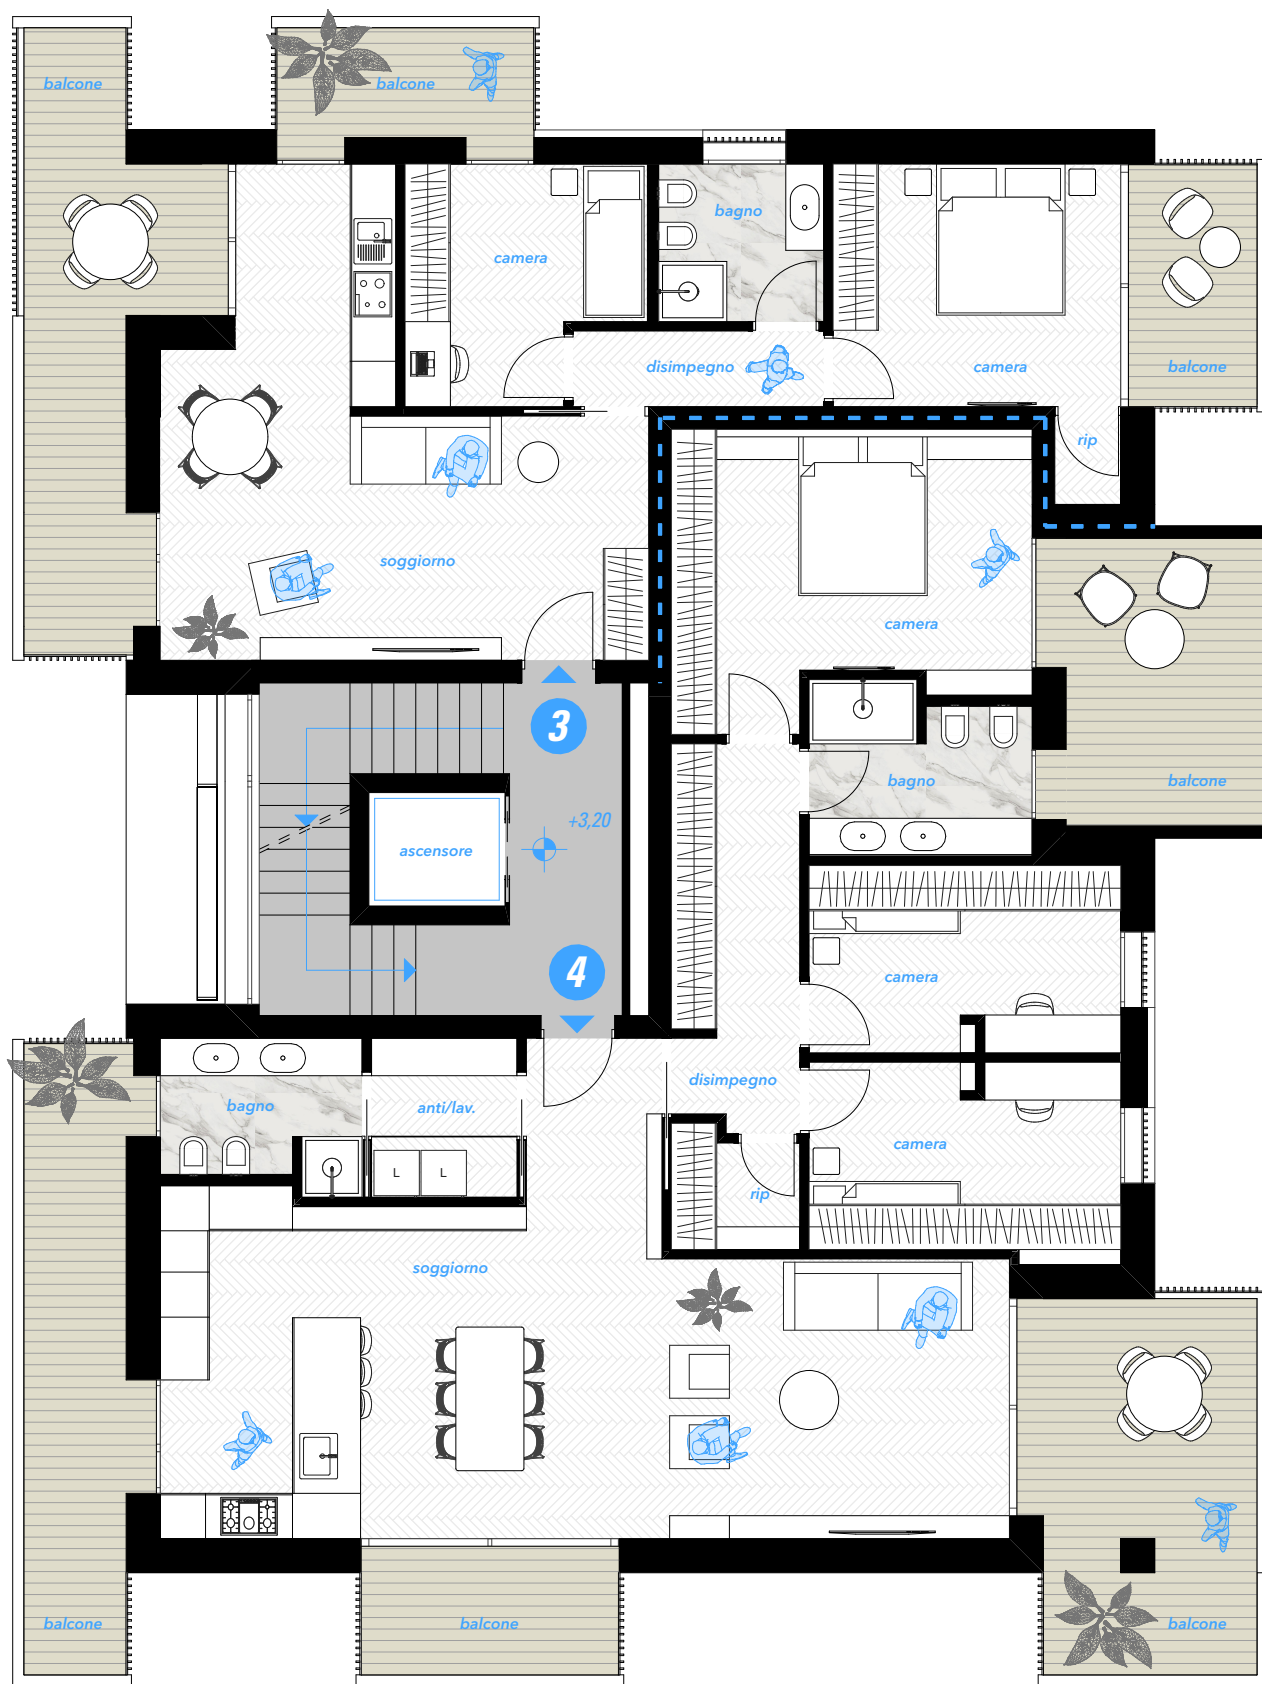 balcone
balcone
bagno
camera
disimpegno
camera
balcone
rip
soggiorno
camera
3
bagno
balcone
+3,20
ascensore
4
camera
disimpegno
bagno
anti/lav.
camera
L
L
rip
soggiorno
balcone
balcone
balcone